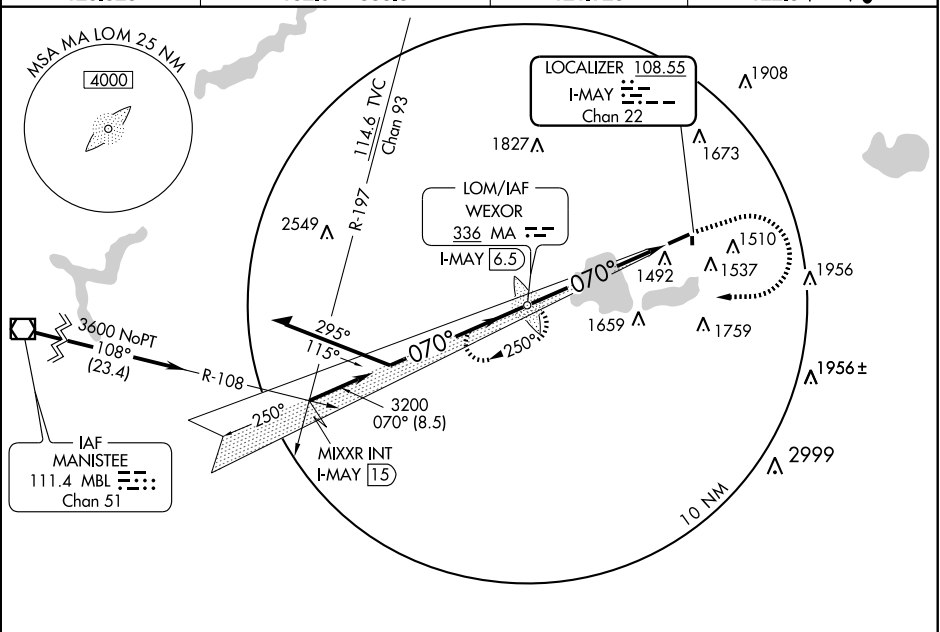 MSA MA LOM 25 NM
4000
114.6 TVC
Chan 93
R-197
LOCALIZER 108.55
I-MAY
Chan 22
1908
1827
1673
LOM/IAF
WEXOR
336 MA
I-MAY 6.5
2549
1510
1492
1537
1956
070°
1659
1759
3600 NoPT
108°
(23.4)
R-108
295°
115°
070°
250°
1956±
250°
3200
070° (8.5)
MIXXR INT
I-MAY 15
IAF
MANISTEE
111.4 MBL
Chan 51
2999
10 NM